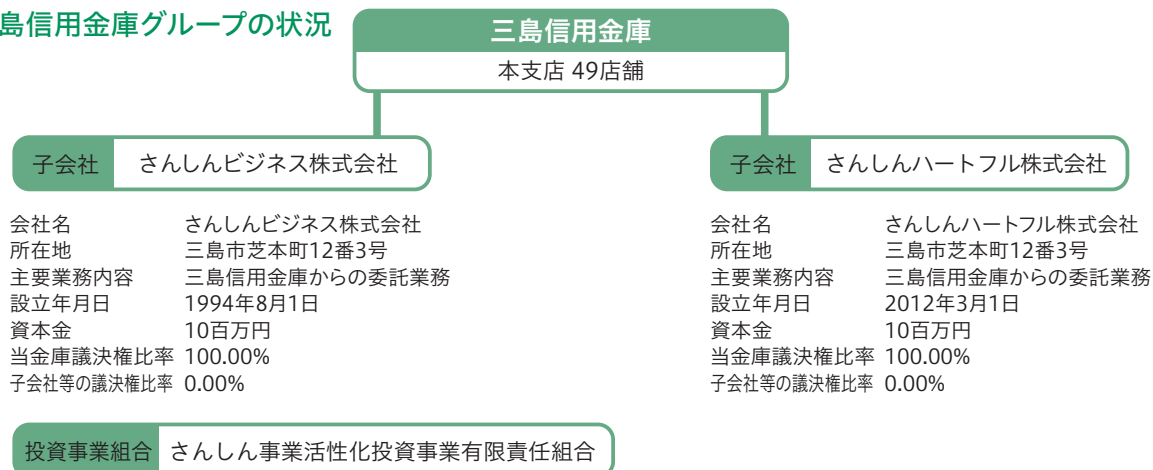 島信用金庫グループの状況
三島信用金庫
本支店 49店舗
子会社 さんしんビジネス株式会社
会社名 さんしんビジネス株式会社
所在地 三島市芝本町12番3号
主要業務内容 三島信用金庫からの委託業務
設立年月日 1994年8月1日
資本金 10百万円
当金庫議決権比率 100.00%
子会社等の議決権比率 0.00%
子会社 さんしんハートフル株式会社
会社名 さんしんハートフル株式会社
所在地 三島市芝本町12番3号
主要業務内容 三島信用金庫からの委託業務
設立年月日 2012年3月1日
資本金 10百万円
当金庫議決権比率 100.00%
子会社等の議決権比率 0.00%
投資事業組合 さんしん事業活性化投資事業有限責任組合